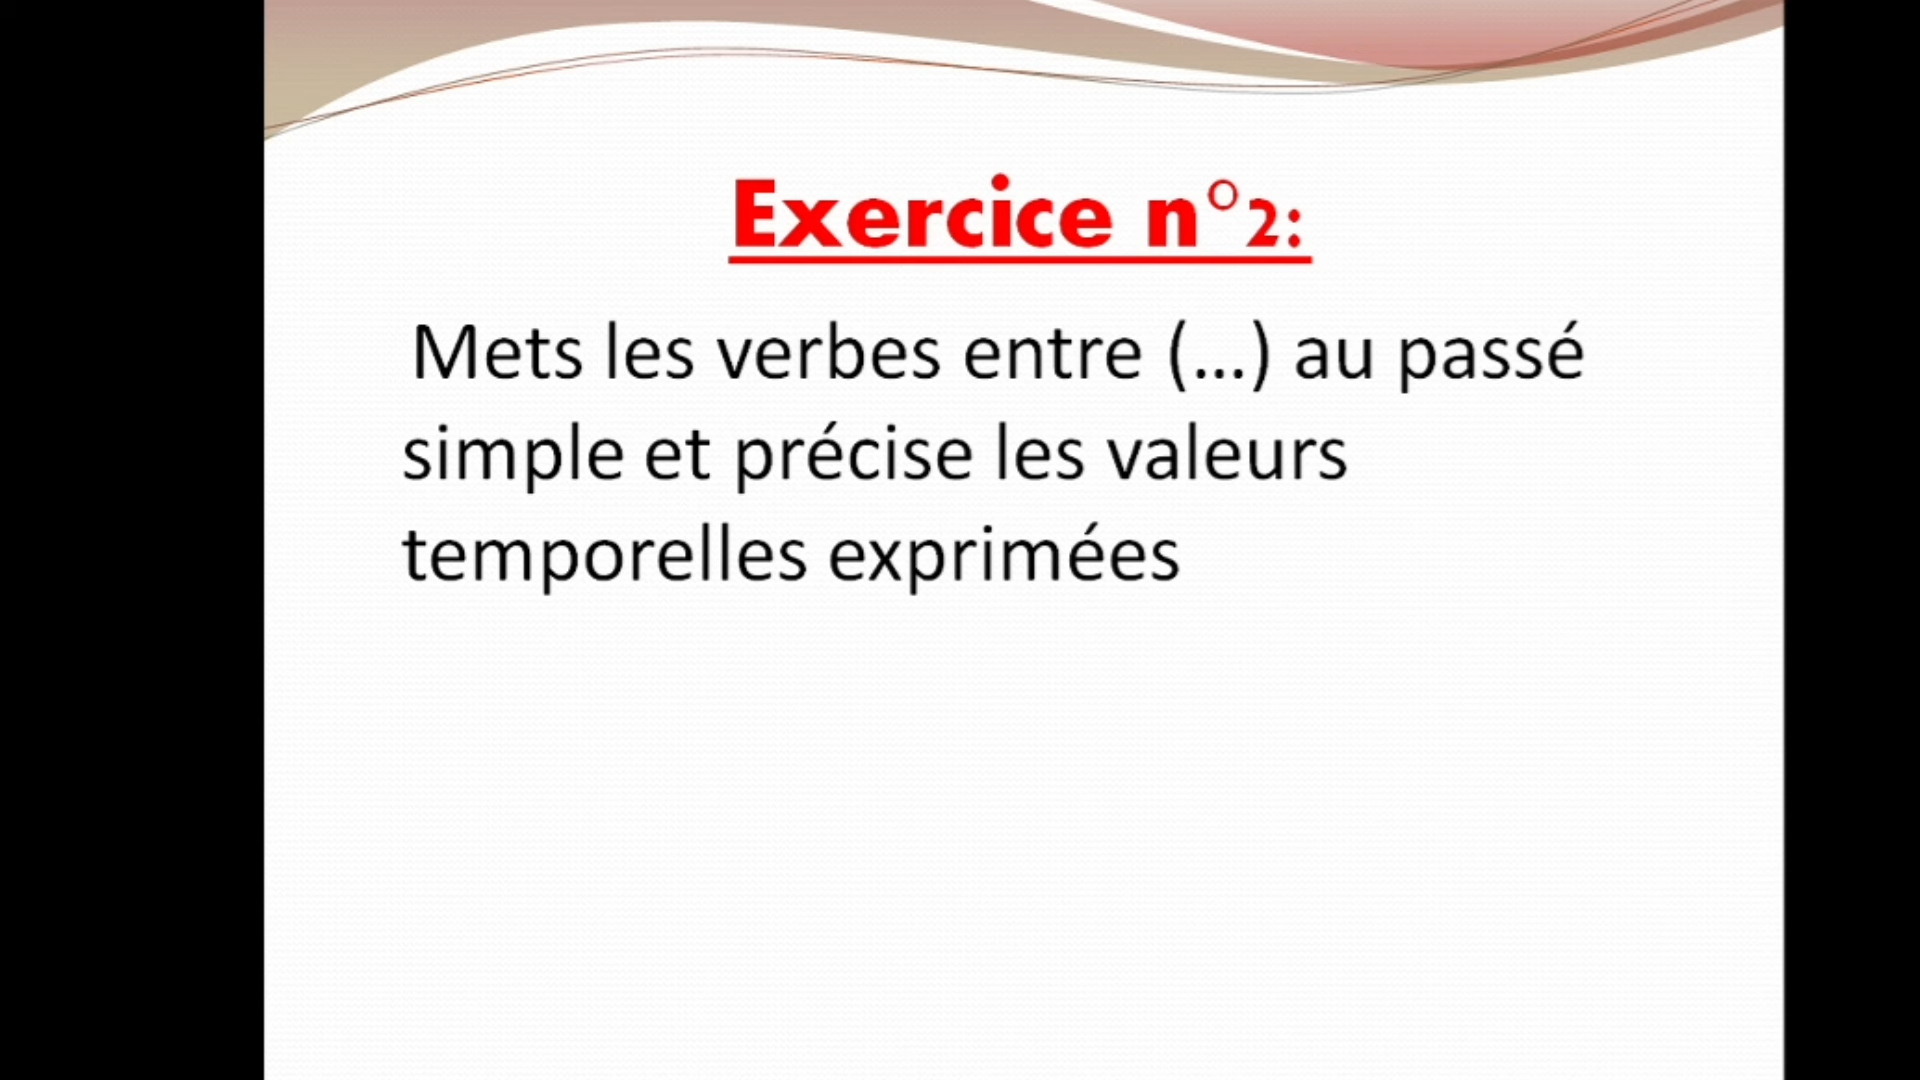 Exercice n°2:
Mets les verbes entre (...) au passé
simple et précise les valeurs
temporelles exprimées